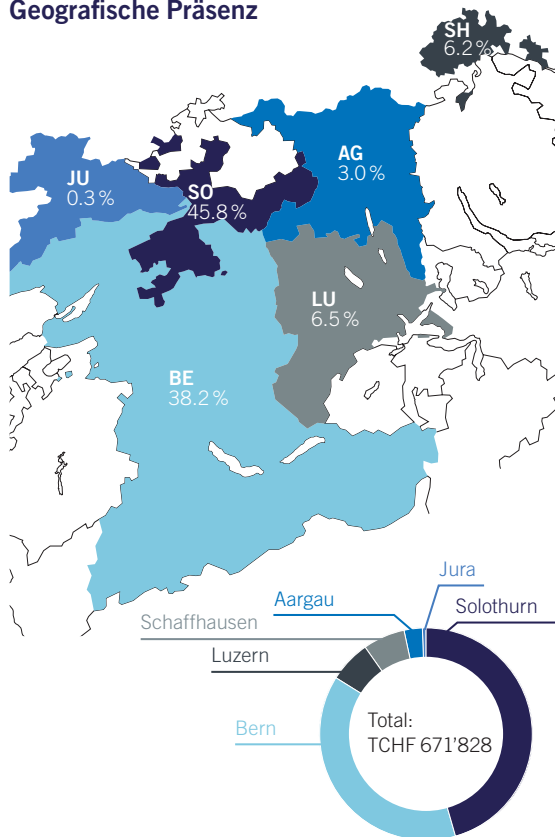 Geografische Präsenz
SH
6.2%
AG
3.0%
JU
0.3%
SO
45.8%
LU
6.5%
BE
38.2%
Jura
Aargau
Solothurn
Schaffhausen
Luzern
Bern
Total:
TCHF 671'828